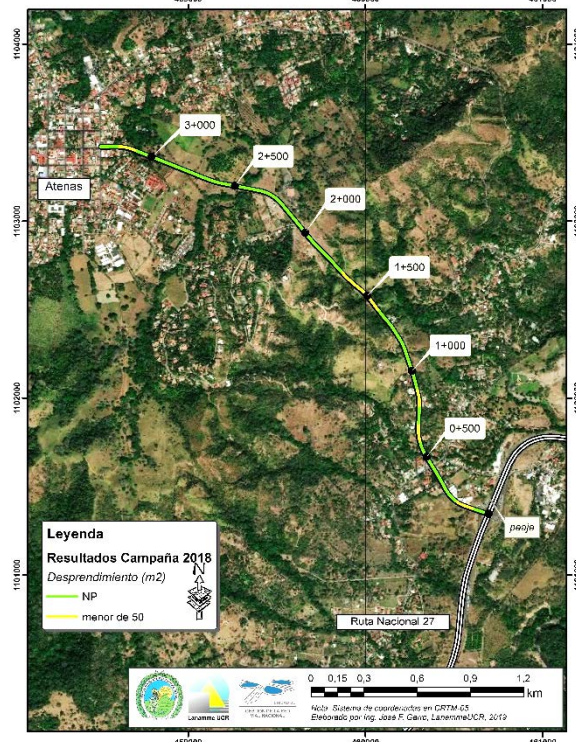 460000
1104000
3+000
2+500
Atenas
2+000
1103000
1+500
1+000
1102000
0+500
peaje
Leyenda
Resultados Campaña 2018
Desprendimiento (m2)
N
NP
menor de 50
1101000
Ruta Nacional 27
Lanamme UCR
0 0,15 0,3 0,6 0,9 1,2
km
Nota: Sistema de coordenadas en CRTM-05
Elaborado por Ing. José F. Garro, LanammeUCR, 2019
460000